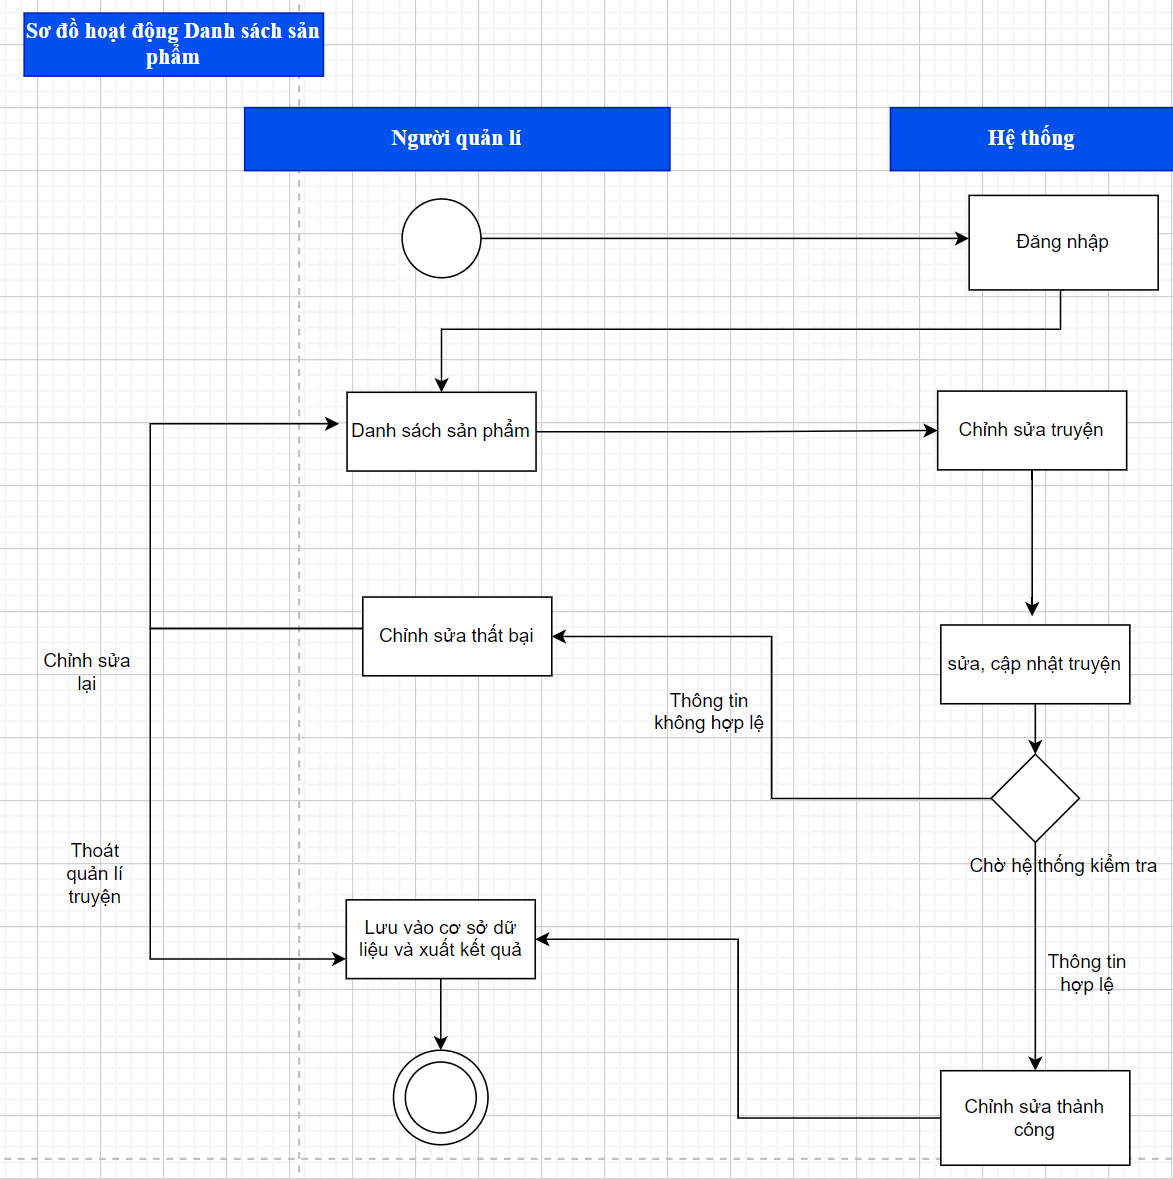 Sơ đồ hoạt động Danh sách sản
phẩm
Người quản lí
Hệ thống
Đăng nhập
Danh sách sản phẩm
Chỉnh sửa truyện
Chỉnh sửa thất bại
sửa, cập nhật truyện
Chỉnh sửa
lại
Thông tin
không hợp lệ
Thoát
quản lí
truyện
Chờ hệ thống kiểm tra
Lưu vào cơ sở dữ
liệu và xuất kết quả
Thông tin
hợp lệ
Chỉnh sửa thành
công